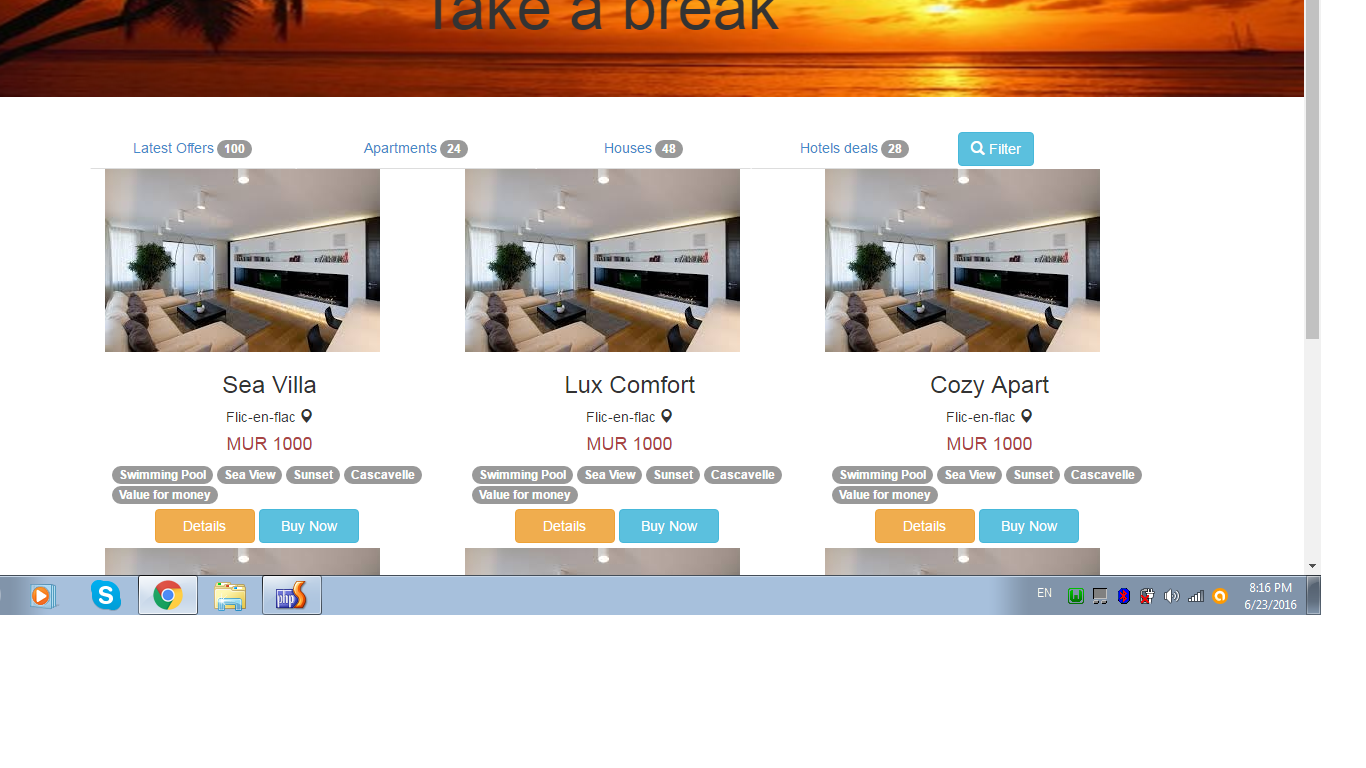 Take a break
Latest Offers 100 Apartments 24 Houses 48 Hotels deals 28 Filter
Sea Villa Lux Comfort Cozy Apart
Flic-en-flac Flic-en-flac Flic-en-flac
MUR 1000 MUR 1000 MUR 1000
Swimming Pool Sea View Sunset Cascavelle Swimming Pool Sea View Sunset Cascavelle Swimming Pool Sea View Sunset Cascavelle
Value for money Value for money Value for money
Details Buy Now Details Buy Now Details Buy Now
php
EN
8:16 PM
6/23/2016